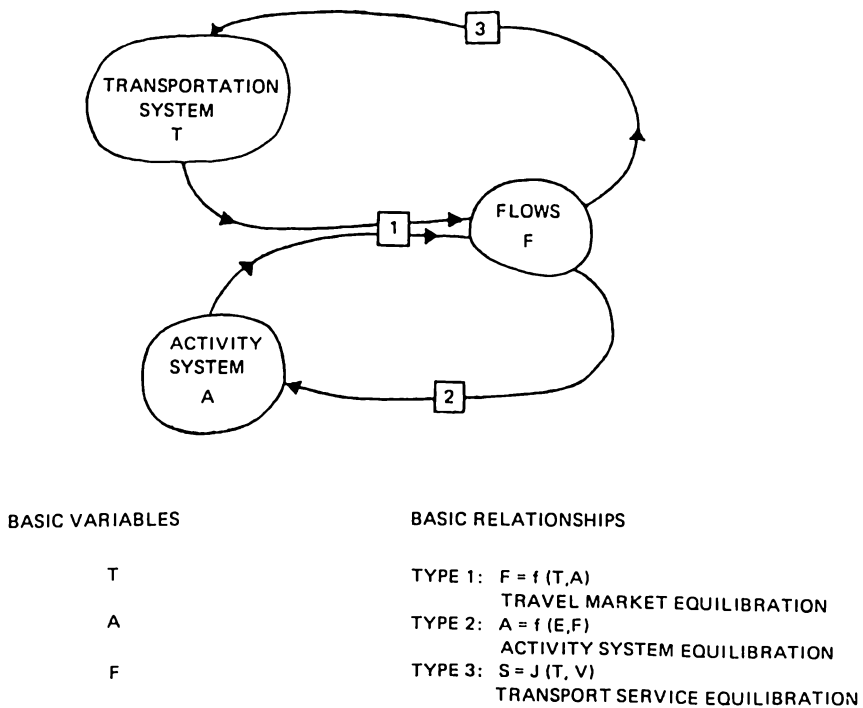 3
TRANSPORTATION
SYSTEM
T
1
FLOWS
F
ACTIVITY
SYSTEM
A
2
BASIC VARIABLES
T
A
F
BASIC RELATIONSHIPS
TYPE 1: F = f (T,A)
TRAVEL MARKET EQUILIBRATION
TYPE 2: A = f (E,F)
ACTIVITY SYSTEM EQUILIBRATION
TYPE 3: S = J (T, V)
TRANSPORT SERVICE EQUILIBRATION